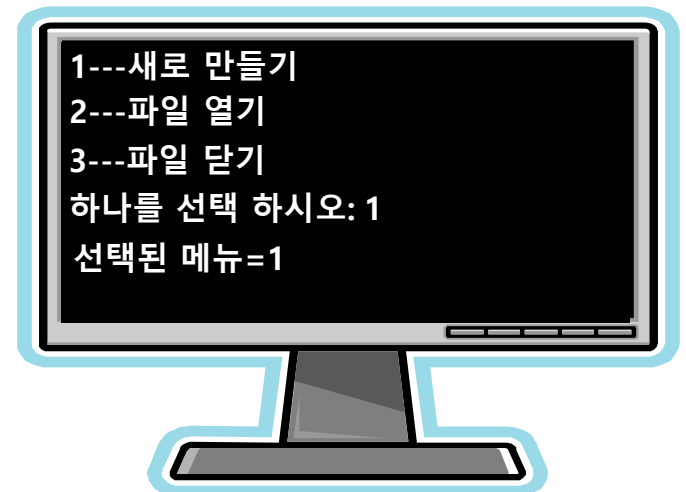 1---새로 만들기
2---파일 열기
3---파일 닫기
하나를 선택 하시오: 1
선택된 메뉴=1